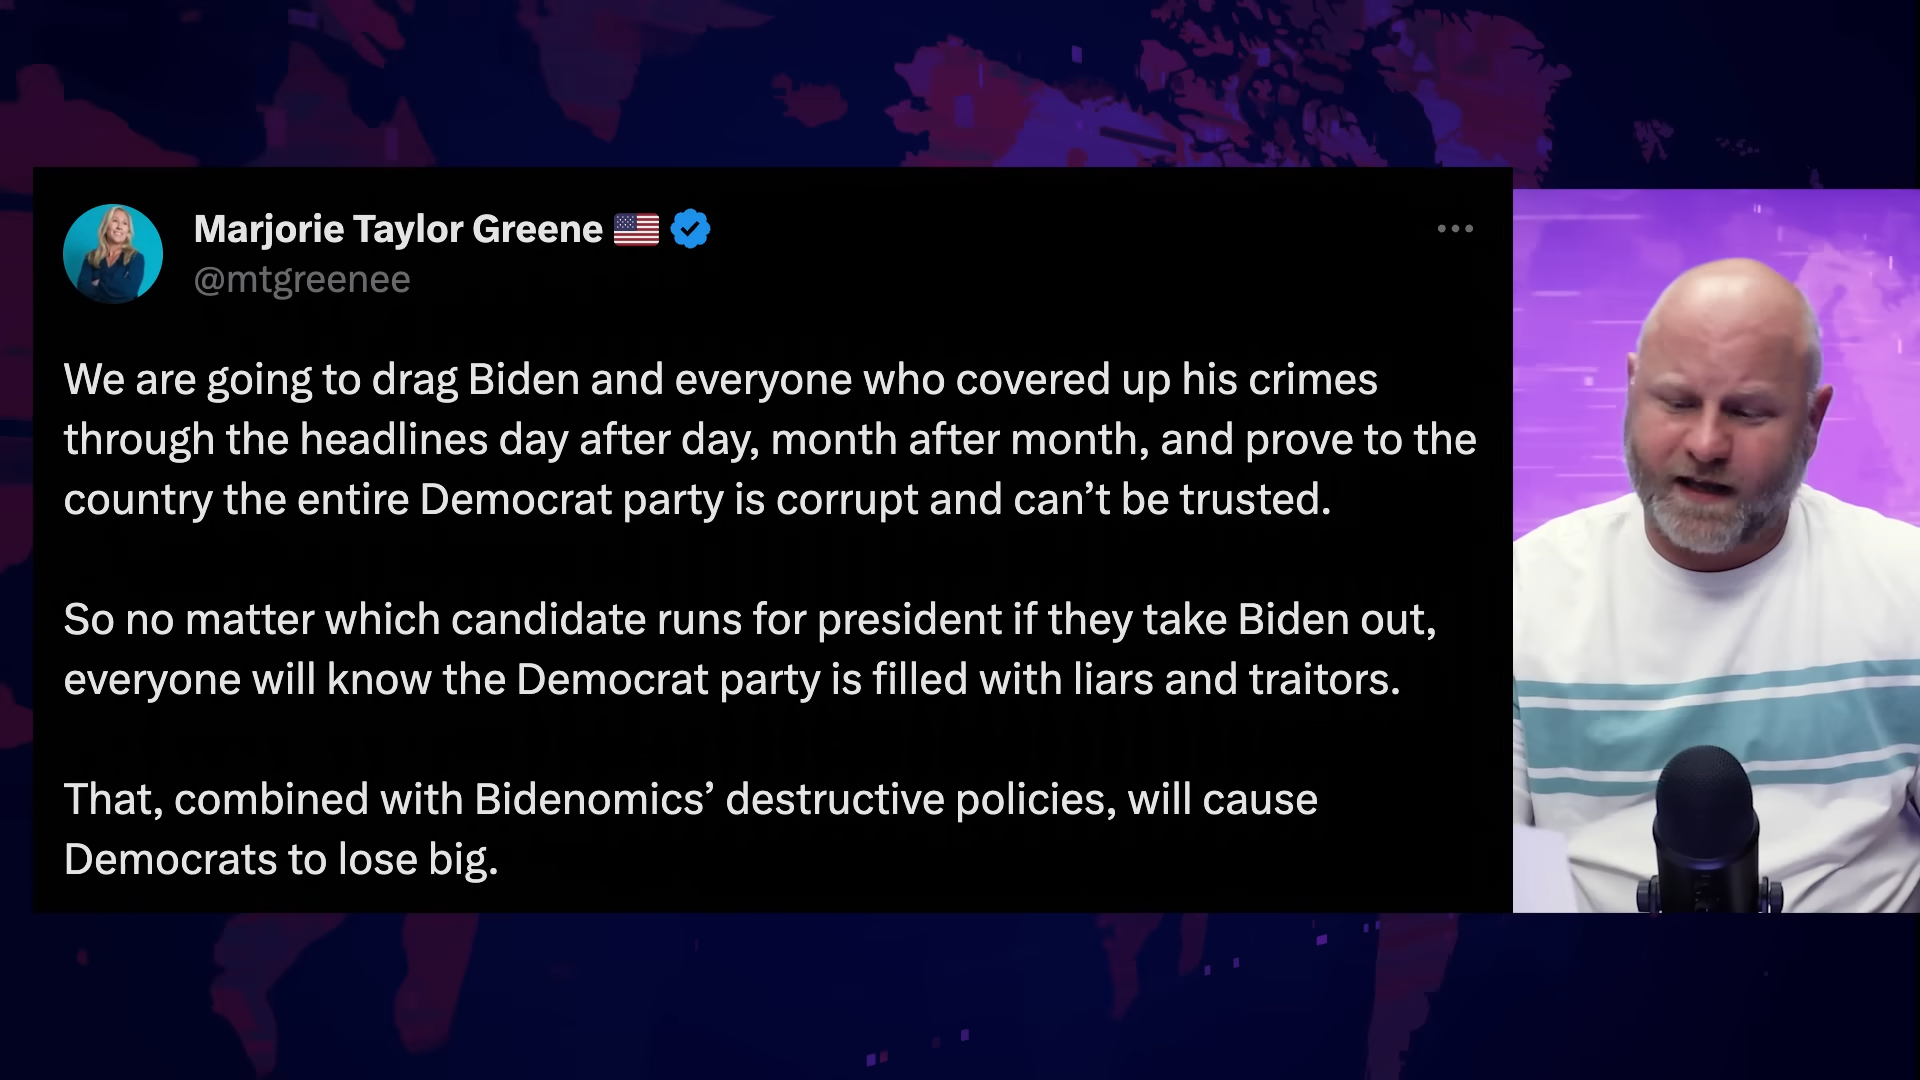 Marjorie Taylor Greene
@mtgreenee
We are going to drag Biden and everyone who covered up his crimes
through the headlines day after day, month after month, and prove to the
country the entire Democrat party is corrupt and can’t be trusted.
So no matter which candidate runs for president if they take Biden out,
everyone will know the Democrat party is filled with liars and traitors.
That, combined with Bidenomics’ destructive policies, will cause
Democrats to lose big.